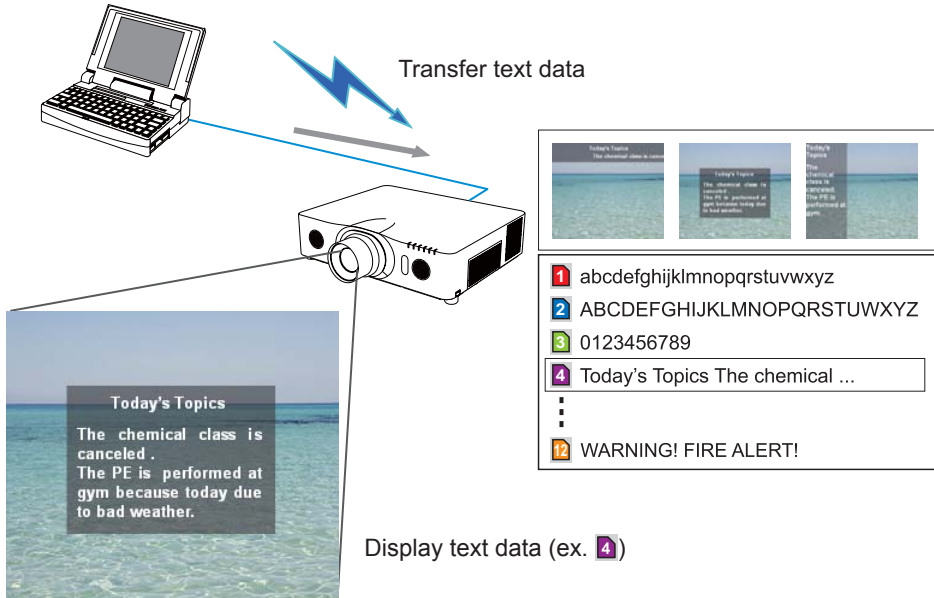 Transfer text data
Today's Topics
The chemical class is cance
Today's Topics
The chemical class is
canceled .
The PE is performed at
gym because today due
to bad weather.
Today's
Topics
The
chemical
class is
canceled.
The PE is
performed at
gym.
1 abcdefghijklmnopqrstuvwxyz
2 ABCDEFGHIJKLMNOPQRSTUWXYZ
3 0123456789
4 Today's Topics The chemical ...
12 WARNING! FIRE ALERT!
Today's Topics
The chemical class is
canceled .
The PE is performed at
gym because today due
to bad weather.
Display text data (ex. 4)